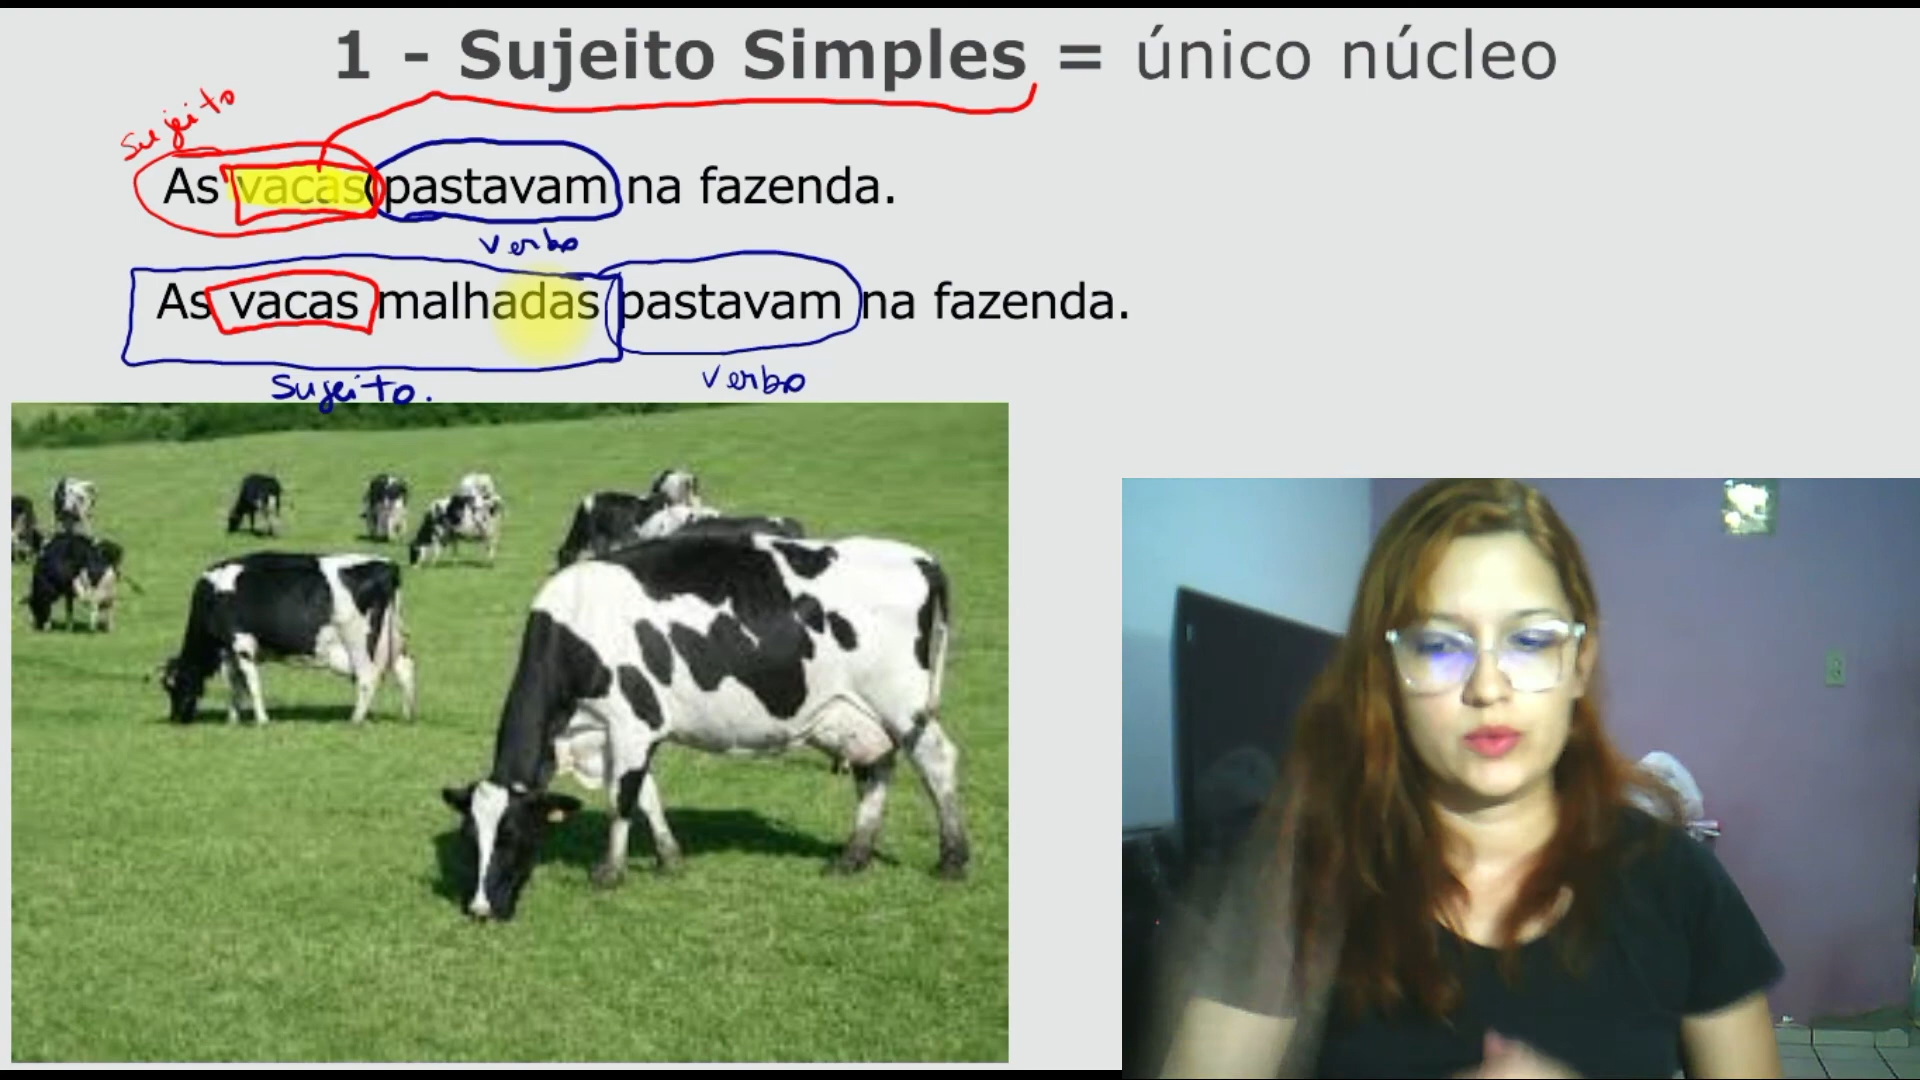 1 - Sujeito Simples = único núcleo
Sujeito
As vacas pastavam na fazenda.
verbo
As vacas malhadas pastavam na fazenda.
Sujeito.
verbo